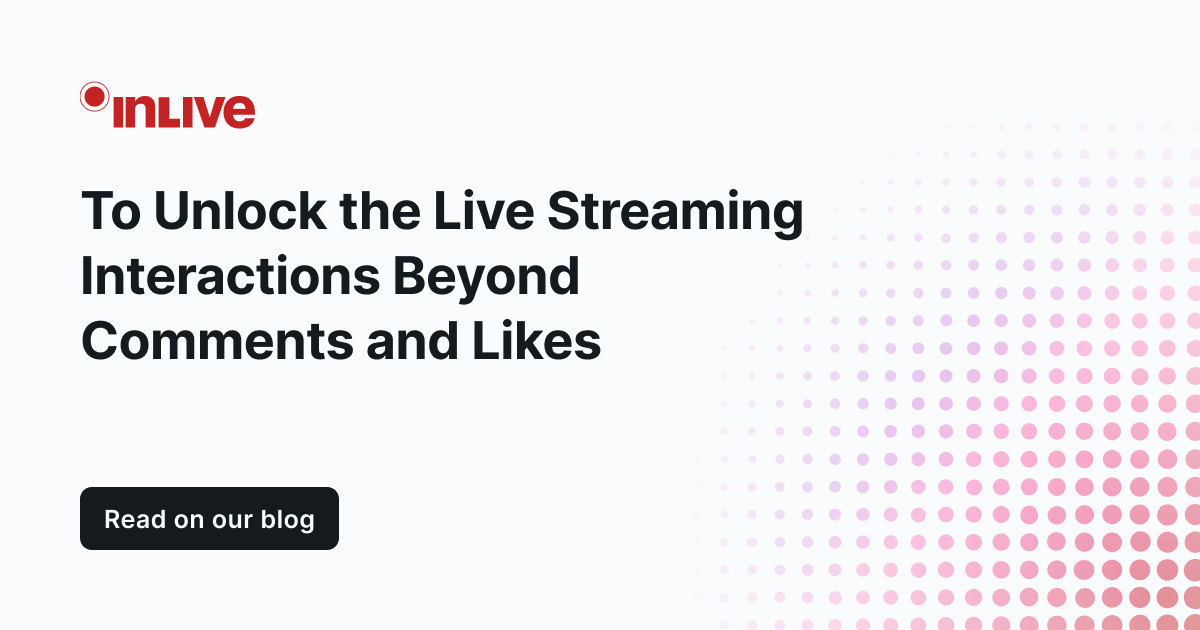 inLive
To Unlock the Live Streaming
Interactions Beyond
Comments and Likes
Read on our blog